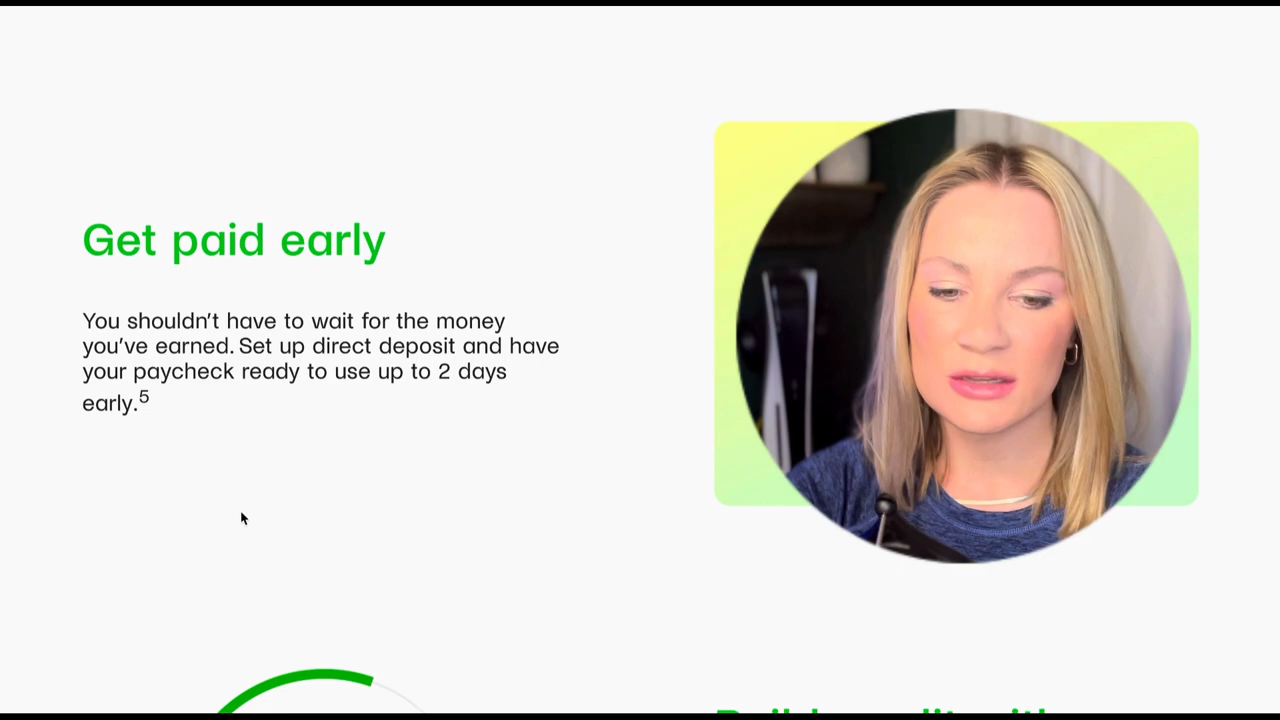 Get paid early
You shouldn’t have to wait for the money
you’ve earned. Set up direct deposit and have
your paycheck ready to use up to 2 days
early.5